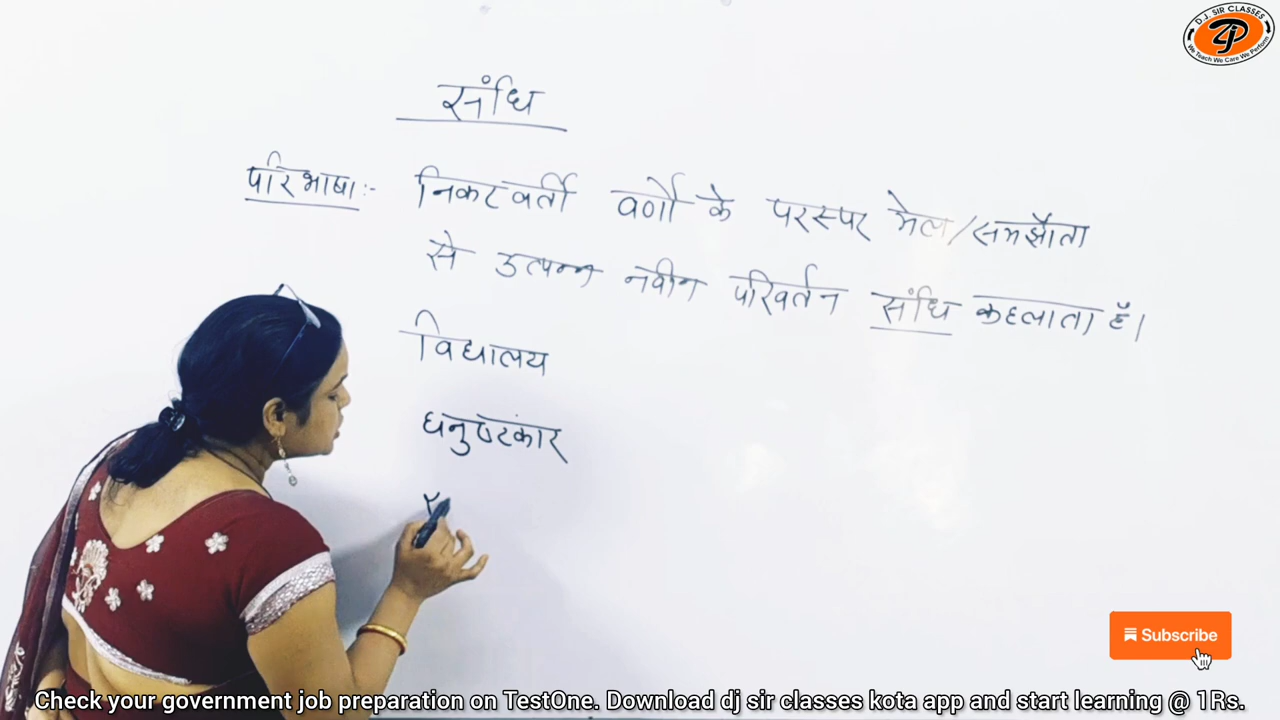 D.J. SIR CLASSES
We Teach We Care We Perform
संधि
परिभाषा :- निकटवर्ती वर्णों के परस्पर मेल/समझौता
से उत्पन्न नवीन परिवर्तन संधि कहलाता हैं।
विद्यालय
धनुष्टंकार
Subscribe
Check your government job preparation on TestOne. Download dj sir classes kota app and start learning @ 1Rs.